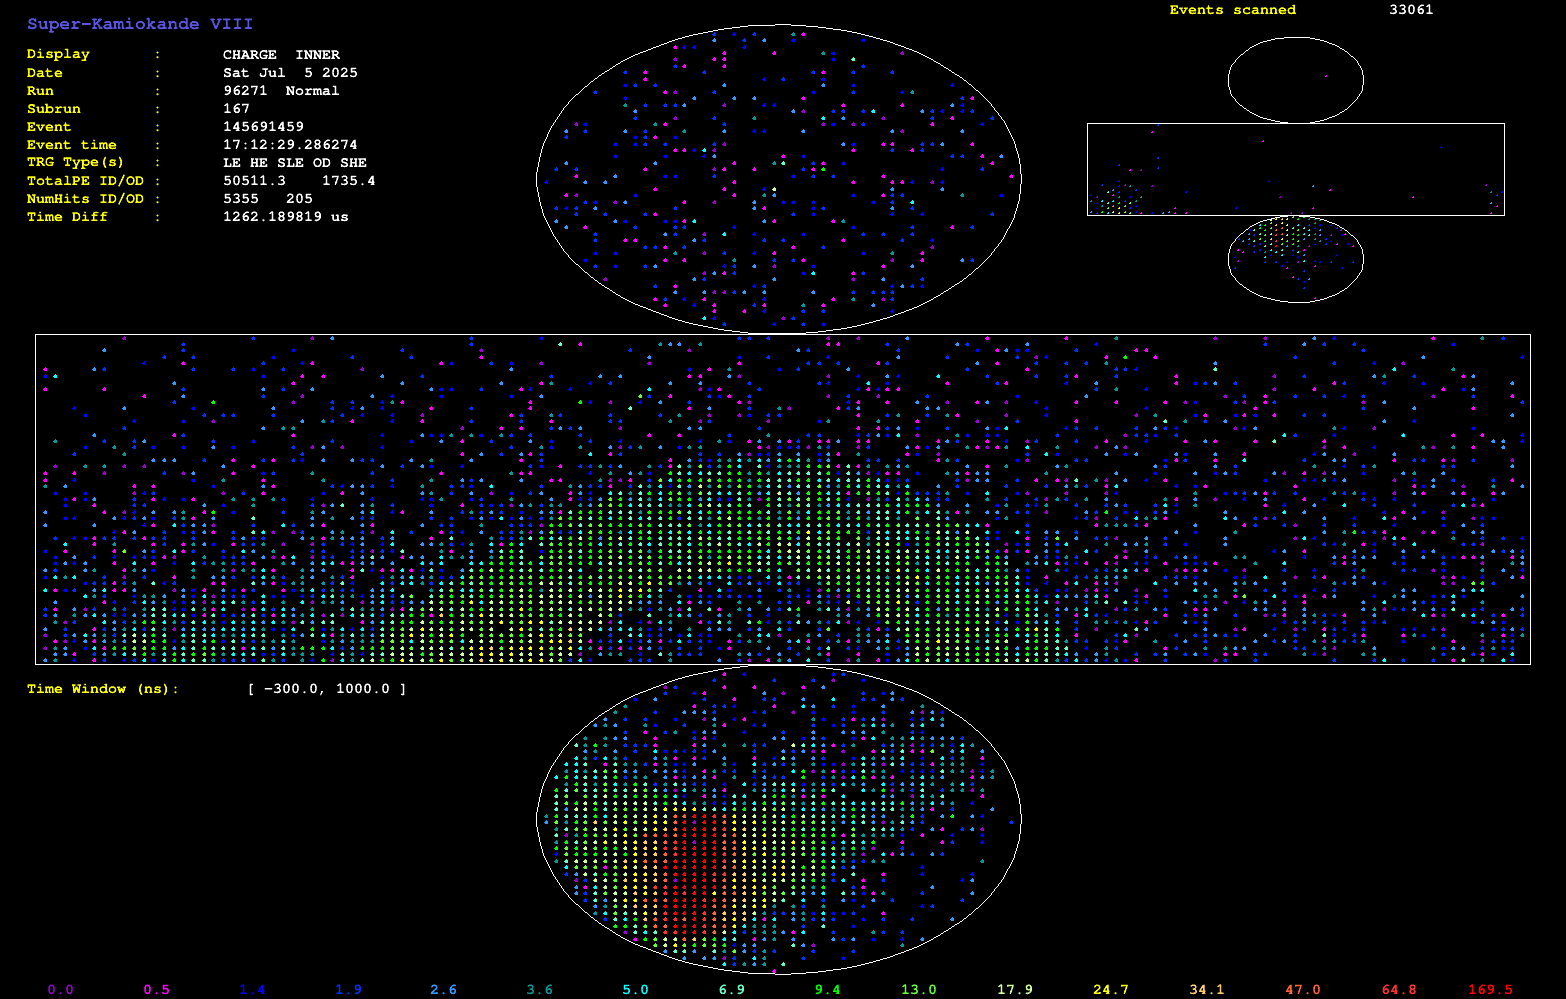 Super-Kamiokande VIII
Display : CHARGE INNER
Date : Sat Jul 5 2025
Run : 96271 Normal
Subrun : 167
Event : 145691459
Event time : 17:12:29.286274
TRG Type(s) : LE HE SLE OD SHE
TotalPE ID/OD : 50511.3 1735.4
NumHits ID/OD : 5355 205
Time Diff : 1262.189819 us
Events scanned 33061
Time Window (ns): [ -300.0, 1000.0 ]
0.0 0.5 1.4 1.9 2.6 3.6 5.0 6.9 9.4 13.0 17.9 24.7 34.1 47.0 64.8 169.5